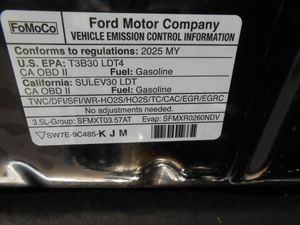 FoMoCo
Ford Motor Company
VEHICLE EMISSION CONTROL INFORMATION
Conforms to regulations: 2025 MY
U.S. EPA: T3B30 LDT4
CA OBD II Fuel: Gasoline
California: SULEV30 LDT
CA OBD II Fuel: Gasoline
TWC/DFI/SFI/WR-HO2S/HO2S/TC/CAC/EGR/EGRC
No adjustments needed.
3.5L-Group: SFMXT03.57AT Evap: SFMXR0260NDV
SW7E-9C485-KJM